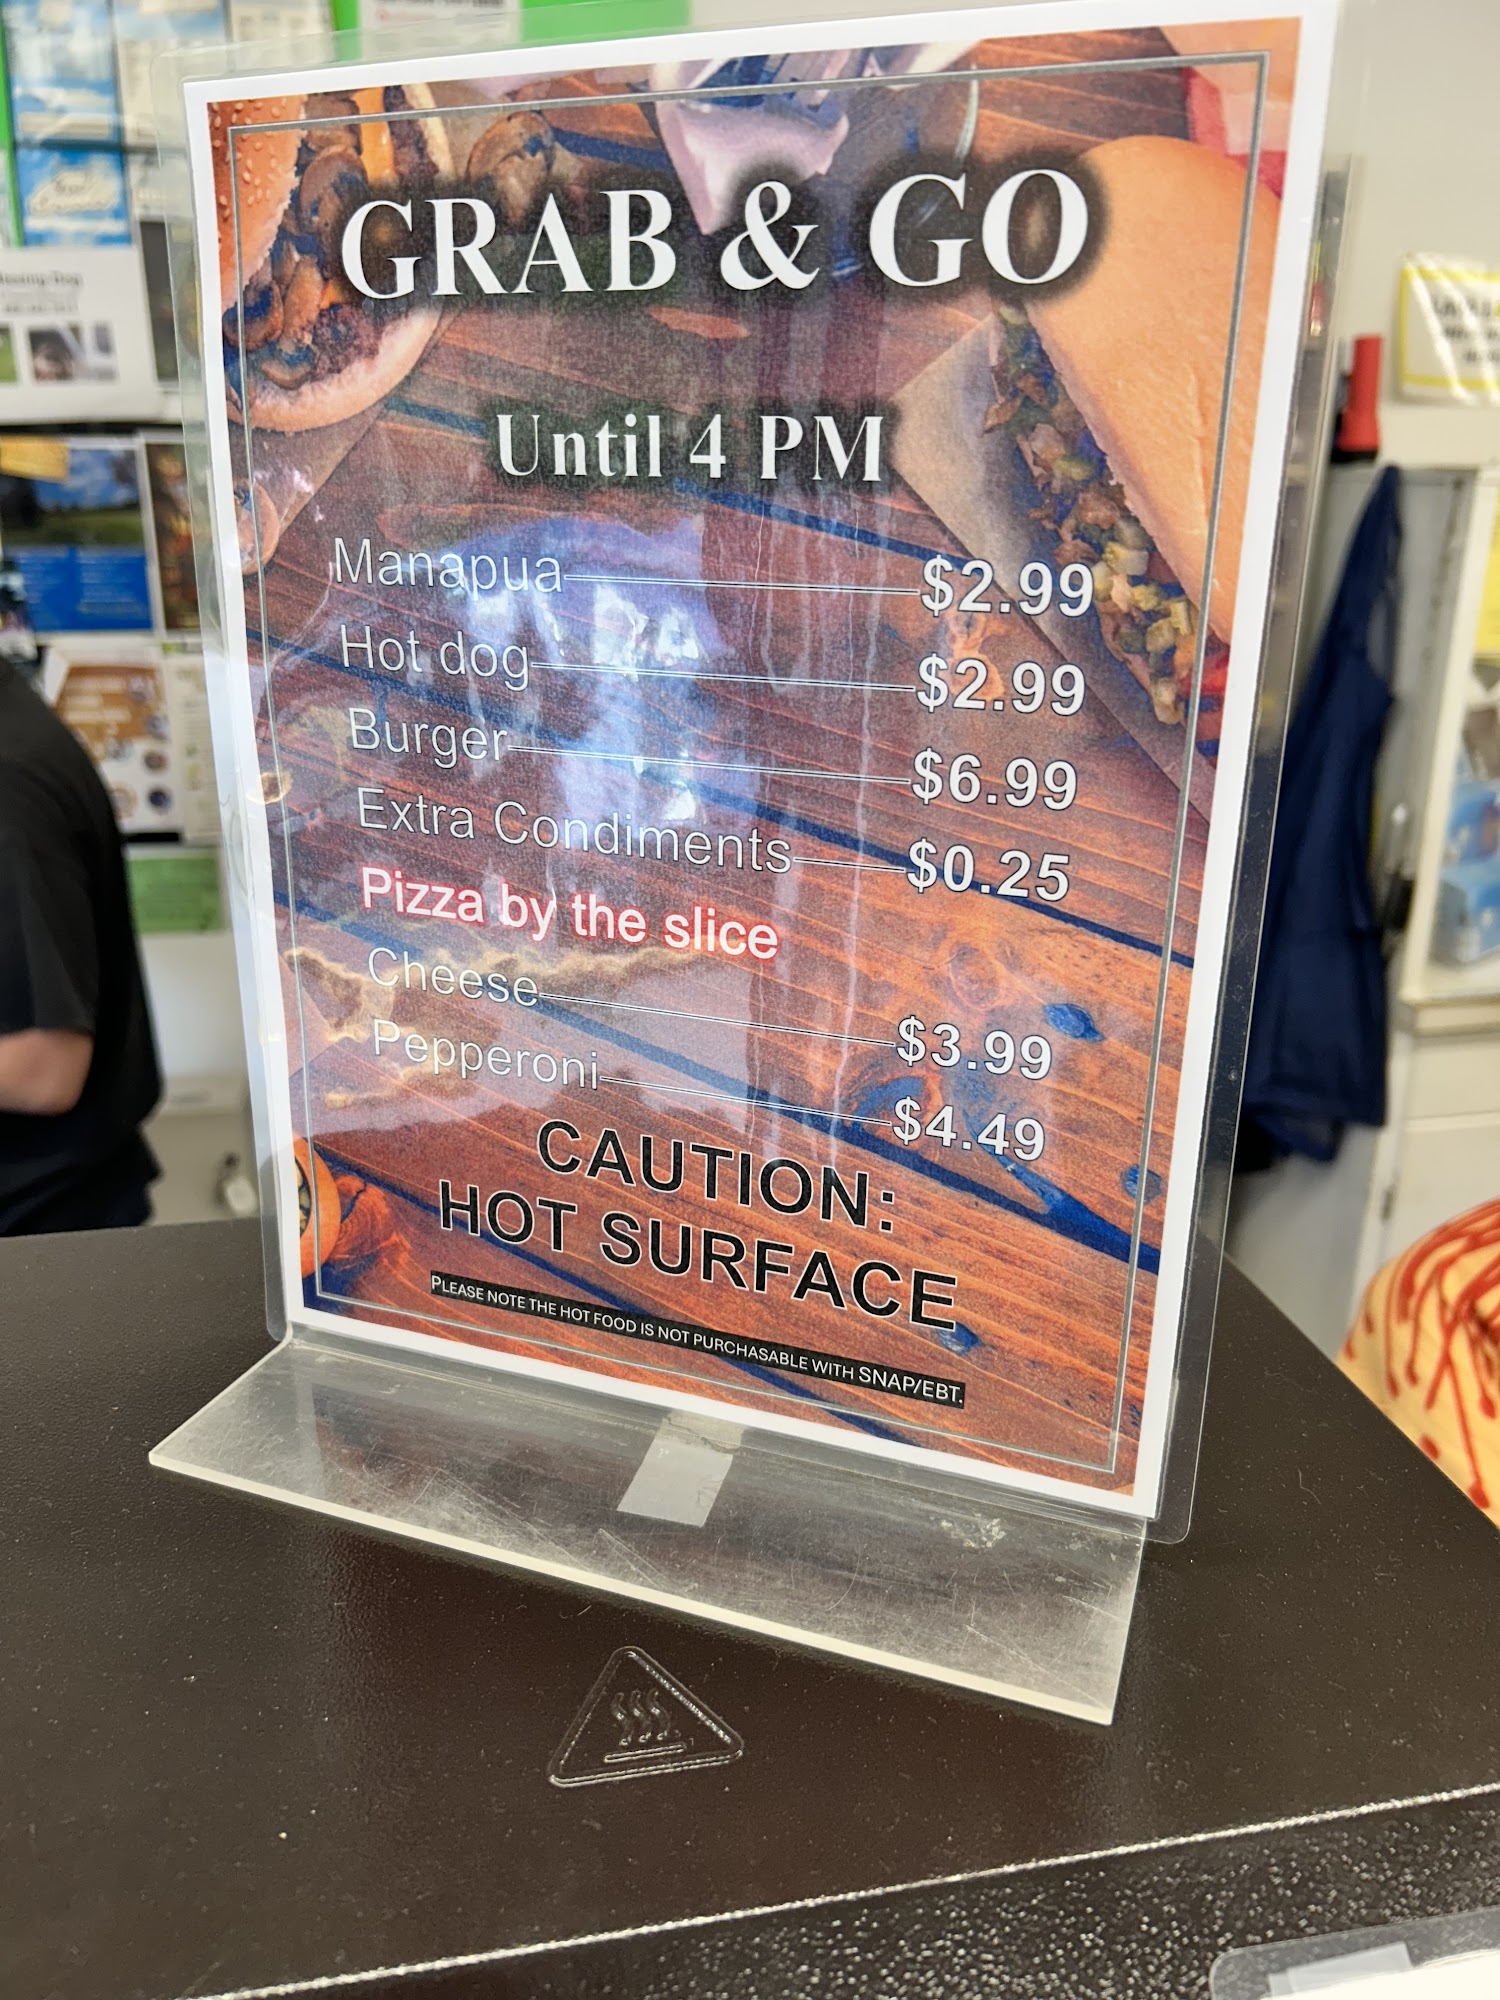 GRAB & GO
Until 4 PM
Manapua $2.99
Hot dog $2.99
Burger $6.99
Extra Condiments $0.25
Pizza by the slice
Cheese $3.99
Pepperoni $4.49
CAUTION:
HOT SURFACE
PLEASE NOTE THE HOT FOOD IS NOT PURCHASABLE WITH SNAP/EBT.